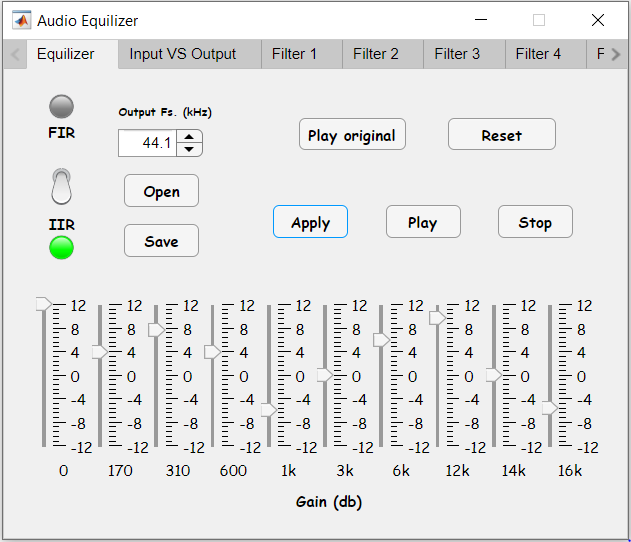 Audio Equilizer
Equilizer Input VS Output Filter 1 Filter 2 Filter 3 Filter 4 F
Output Fs. (kHz)
FIR 44.1 Play original Reset
Open
IIR Apply Play Stop
Save
12 12 12 12 12 12 12 12 12 12
8 8 8 8 8 8 8 8 8 8
4 4 4 4 4 4 4 4 4 4
0 0 0 0 0 0 0 0 0 0
-4 -4 -4 -4 -4 -4 -4 -4 -4 -4
-8 -8 -8 -8 -8 -8 -8 -8 -8 -8
-12 -12 -12 -12 -12 -12 -12 -12 -12 -12
0 170 310 600 1k 3k 6k 12k 14k 16k
Gain (db)